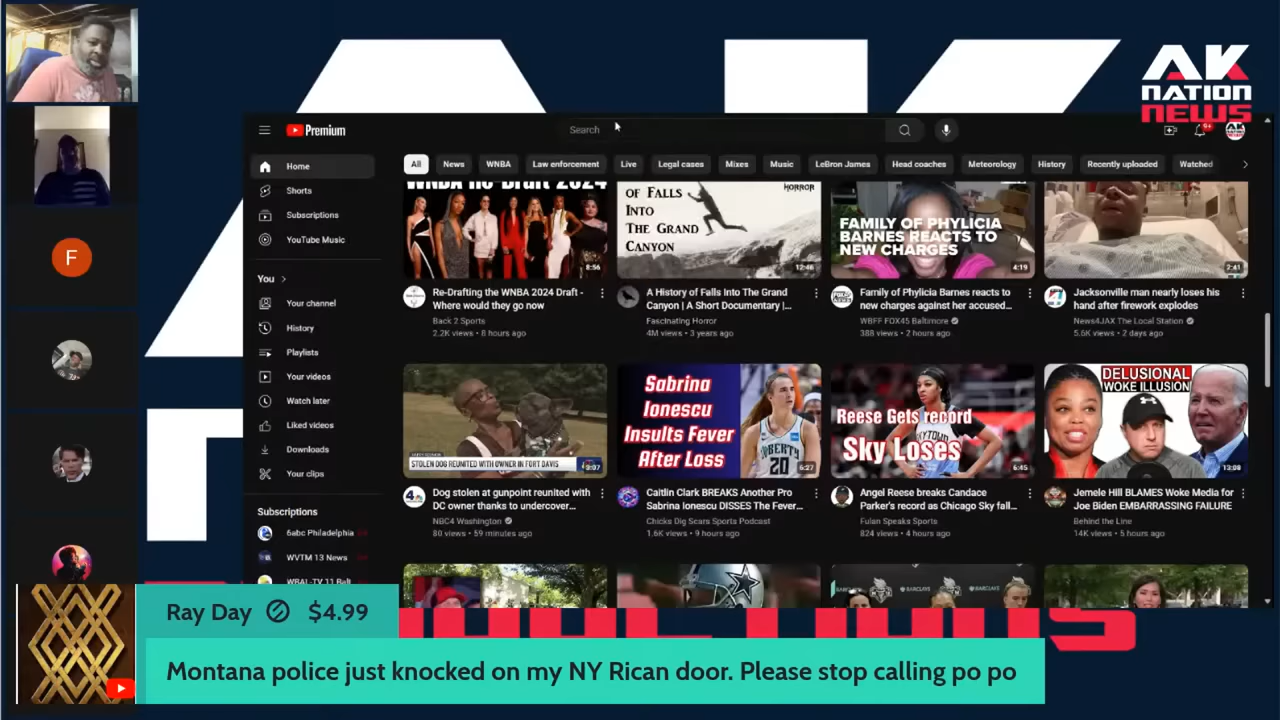 AK
NATION
NEWS
Premium
Search
Home
Shorts
Subscriptions
YouTube Music
You
Your channel
History
Playlists
Your videos
Watch later
Liked videos
Downloads
Your clips
Subscriptions
6abc Philadelphia
WVTM 13 News
WBAL-TV 11 Balt
All
News
WNBA
Law enforcement
Live
Legal cases
Mixes
Music
LeBron James
Head coaches
Meteorology
History
Recently uploaded
Watched
WNBA Re-Draft 2024
8:56
Re-Drafting the WNBA 2024 Draft -
Where would they go now
Back 2 Sports
2.2K views • 8 hours ago
OF FALLS
INTO
THE GRAND
CANYON
HORROR
12:46
A History of Falls Into The Grand
Canyon | A Short Documentary |...
Fascinating Horror
4M views • 3 years ago
FAMILY OF PHYLICIA
BARNES REACTS TO
NEW CHARGES
4:19
Family of Phylicia Barnes reacts to
new charges against her accused...
WBFF FOX45 Baltimore
388 views • 2 hours ago
2:41
Jacksonville man nearly loses his
hand after firework explodes
News4JAX The Local Station
5.6K views • 2 days ago
STOLEN DOG REUNITED WITH OWNER IN FORT DAVIS
3:07
Dog stolen at gunpoint reunited with
DC owner thanks to undercover...
NBC4 Washington
80 views • 59 minutes ago
Sabrina
Ionescu
Insults Fever
After Loss
LIBERTY
20
6:27
Caitlin Clark BREAKS Another Pro
Sabrina Ionescu DISSES The Fever...
Chicks Dig Scars Sports Podcast
1.6K views • 9 hours ago
Reese Gets record
Sky Loses
6:45
Angel Reese breaks Candace
Parker's record as Chicago Sky fall...
Fulan Speaks Sports
824 views • 4 hours ago
DELUSIONAL
WOKE ILLUSION
13:08
Jemele Hill BLAMES Woke Media for
Joe Biden EMBARRASSING FAILURE
Behind the Line
14K views • 5 hours ago
F
Ray Day $4.99
Montana police just knocked on my NY Rican door. Please stop calling po po